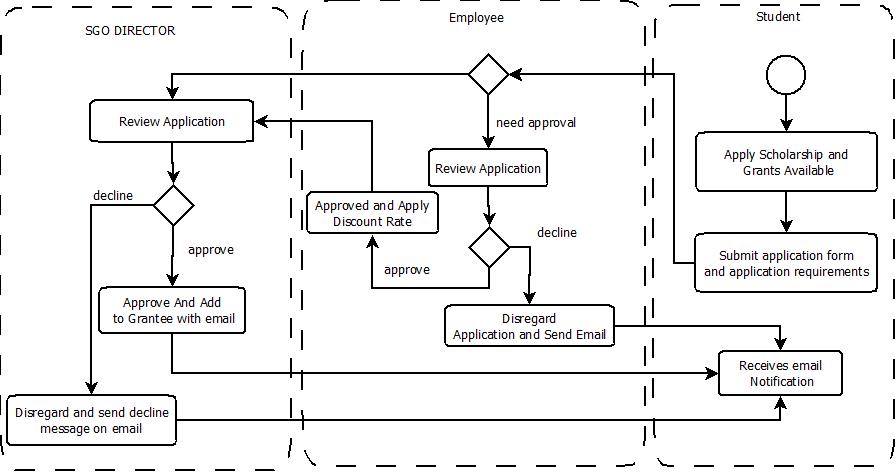 SGO DIRECTOR
Review Application
decline
approve
Approve And Add
to Grantee with email
Disregard and send decline
message on email
Employee
need approval
Review Application
Approved and Apply
Discount Rate
decline
approve
Disregard
Application and Send Email
Student
Apply Scholarship and
Grants Available
Submit application form
and application requirements
Receives email
Notification